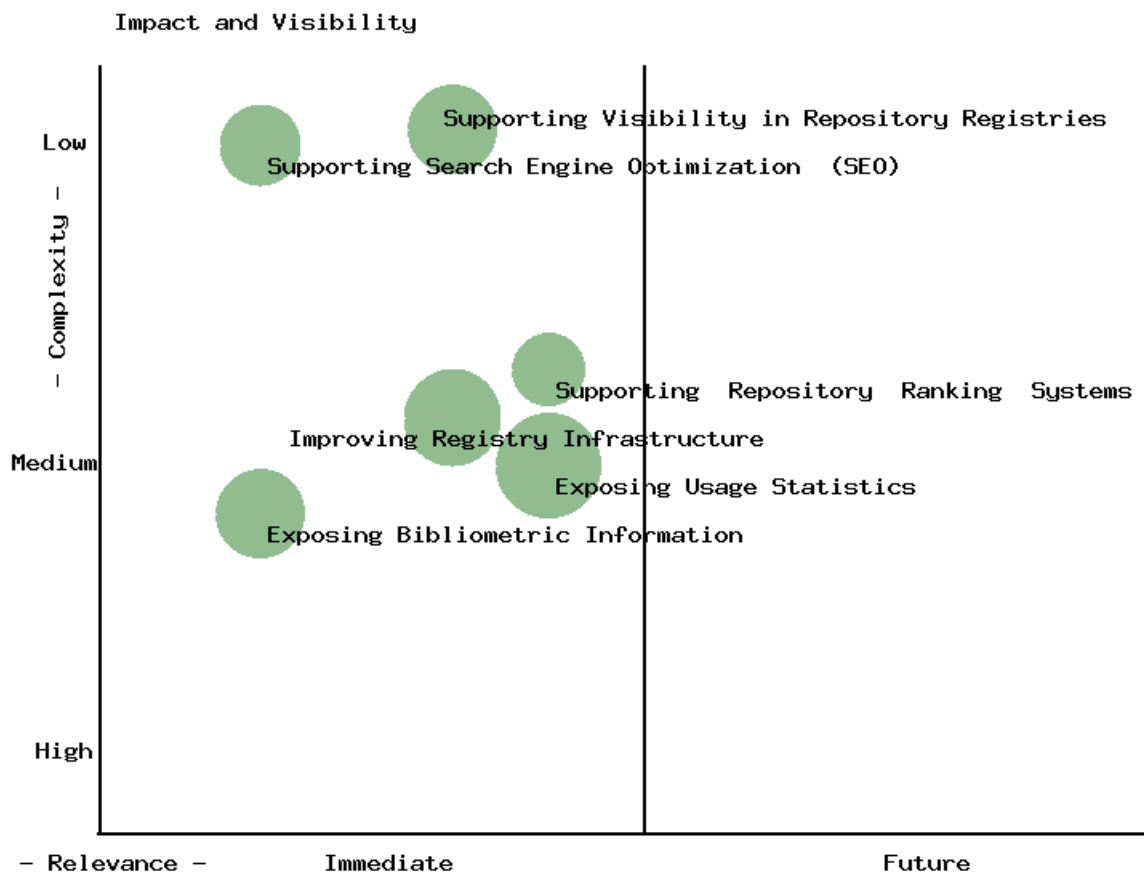 Impact and Visibility
Supporting Visibility in Repository Registries
Low
Supporting Search Engine Optimization (SEO)
- Complexity -
Supporting Repository Ranking Systems
Improving Registry Infrastructure
Medium
Exposing Usage Statistics
Exposing Bibliometric Information
High
- Relevance - Immediate Future